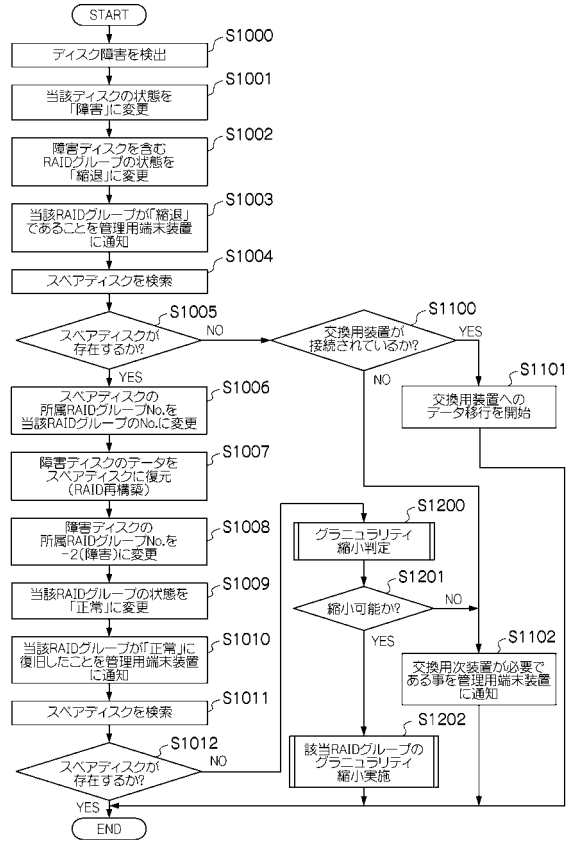 START
S1000
ディスク障害を検出
S1001
当該ディスクの状態を
「障害」に変更
S1002
障害ディスクを含む
RAIDグループの状態を
「縮退」に変更
S1003
当該RAIDグループが「縮退」
であることを管理用端末装置
に通知
S1004
スペアディスクを検索
S1005
スペアディスクが
存在するか?
NO
YES
S1100
交換用装置が
接続されているか?
YES
NO
S1101
交換用装置への
データ移行を開始
S1006
スペアディスクの
所属RAIDグループNo.を
当該RAIDグループのNo.に変更
S1007
障害ディスクのデータを
スペアディスクに復元
(RAID再構築)
S1008
障害ディスクの
所属RAIDグループNo.を
-2(障害)に変更
S1009
当該RAIDグループの状態を
「正常」に変更
S1010
当該RAIDグループが「正常」に
復旧したことを管理用端末装置
に通知
S1011
スペアディスクを検索
S1012
スペアディスクが
存在するか?
NO
YES
S1200
グラニュラリティ
縮小判定
S1201
縮小可能か?
NO
YES
S1102
交換用次装置が必要で
ある事を管理用端末装置
に通知
S1202
該当RAIDグループの
グラニュラリティ
縮小実施
END